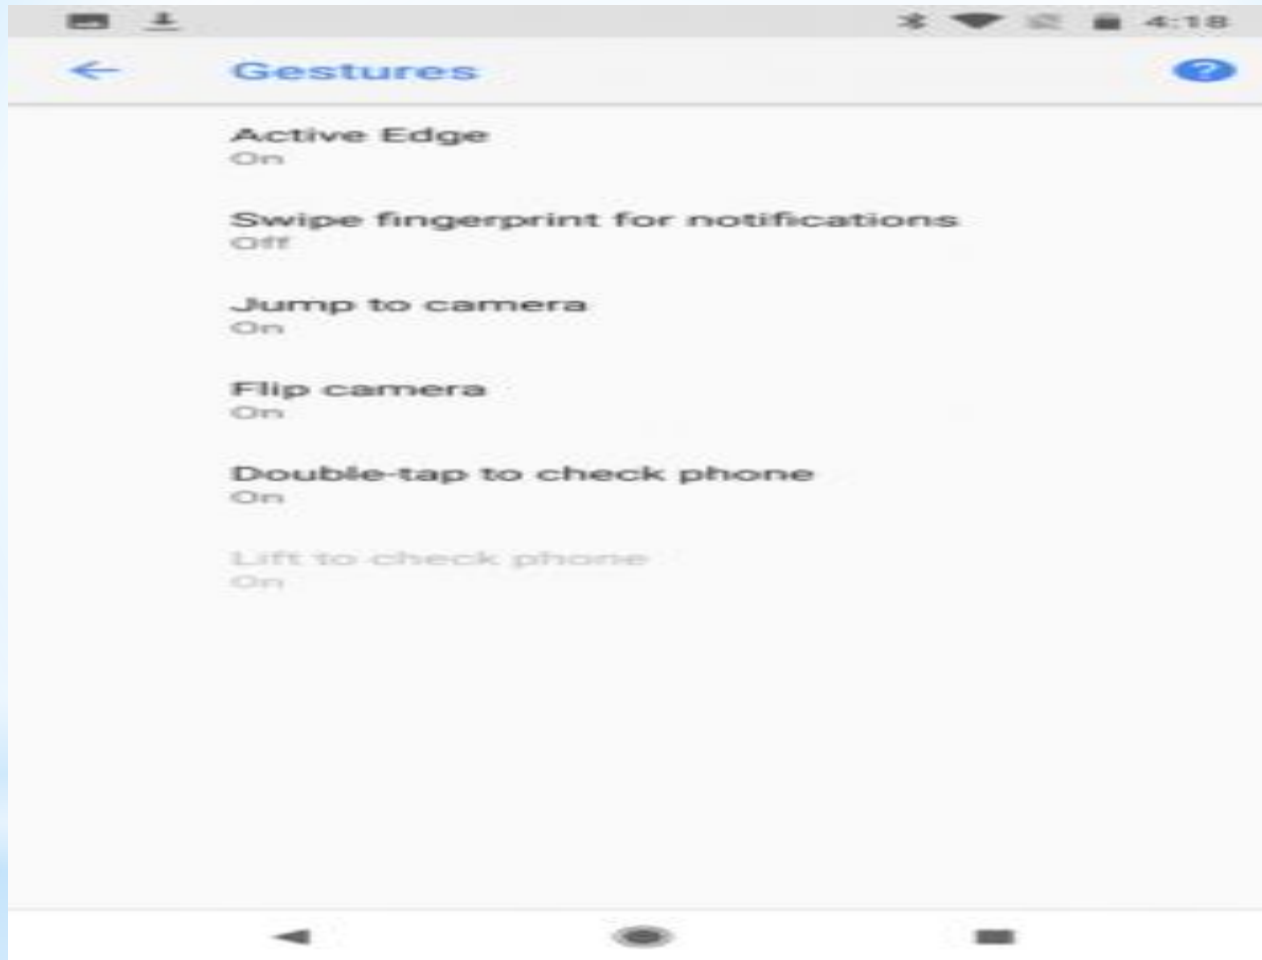 4:18
Gestures
?
Active Edge
On
Swipe fingerprint for notifications
Off
Jump to camera
On
Flip camera
On
Double-tap to check phone
On
Lift to check phone
On